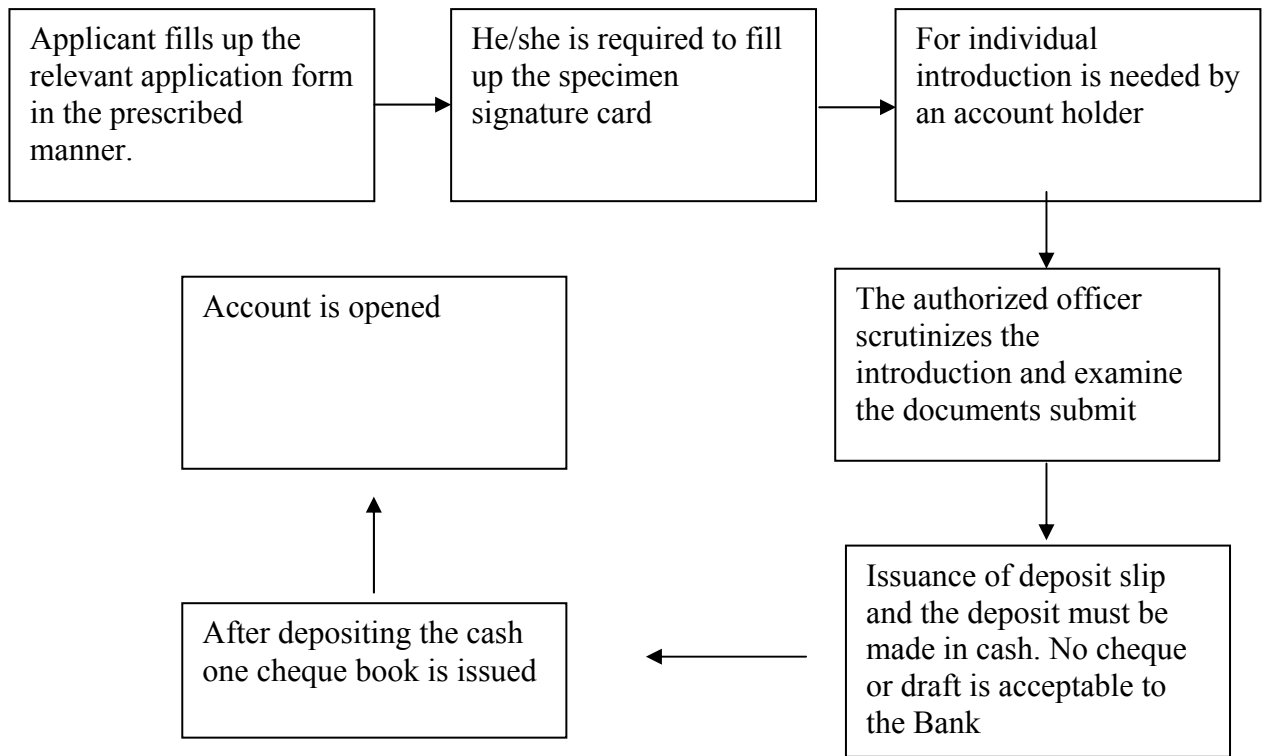 Applicant fills up the
relevant application form
in the prescribed
manner.
He/she is required to fill
up the specimen
signature card
For individual
introduction is needed by
an account holder
The authorized officer
scrutinizes the
introduction and examine
the documents submit
Issuance of deposit slip
and the deposit must be
made in cash. No cheque
or draft is acceptable to
the Bank
After depositing the cash
one cheque book is issued
Account is opened